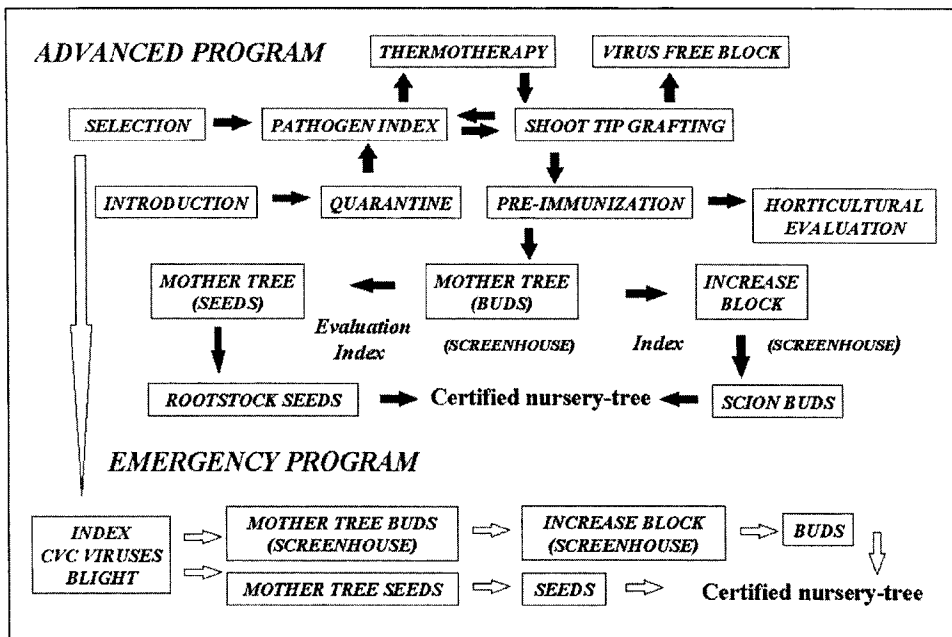 ADVANCED PROGRAM
THERMOTHERAPY
VIRUS FREE BLOCK
SELECTION
PATHOGEN INDEX
SHOOT TIP GRAFTING
INTRODUCTION
QUARANTINE
PRE-IMMUNIZATION
HORTICULTURAL
EVALUATION
MOTHER TREE
(SEEDS)
MOTHER TREE
(BUDS)
INCREASE
BLOCK
Evaluation
Index
(SCREENHOUSE)
Index
(SCREENHOUSE)
ROOTSTOCK SEEDS
Certified nursery-tree
SCION BUDS
EMERGENCY PROGRAM
INDEX
CVC VIRUSES
BLIGHT
MOTHER TREE BUDS
(SCREENHOUSE)
INCREASE BLOCK
(SCREENHOUSE)
BUDS
MOTHER TREE SEEDS
SEEDS
Certified nursery-tree